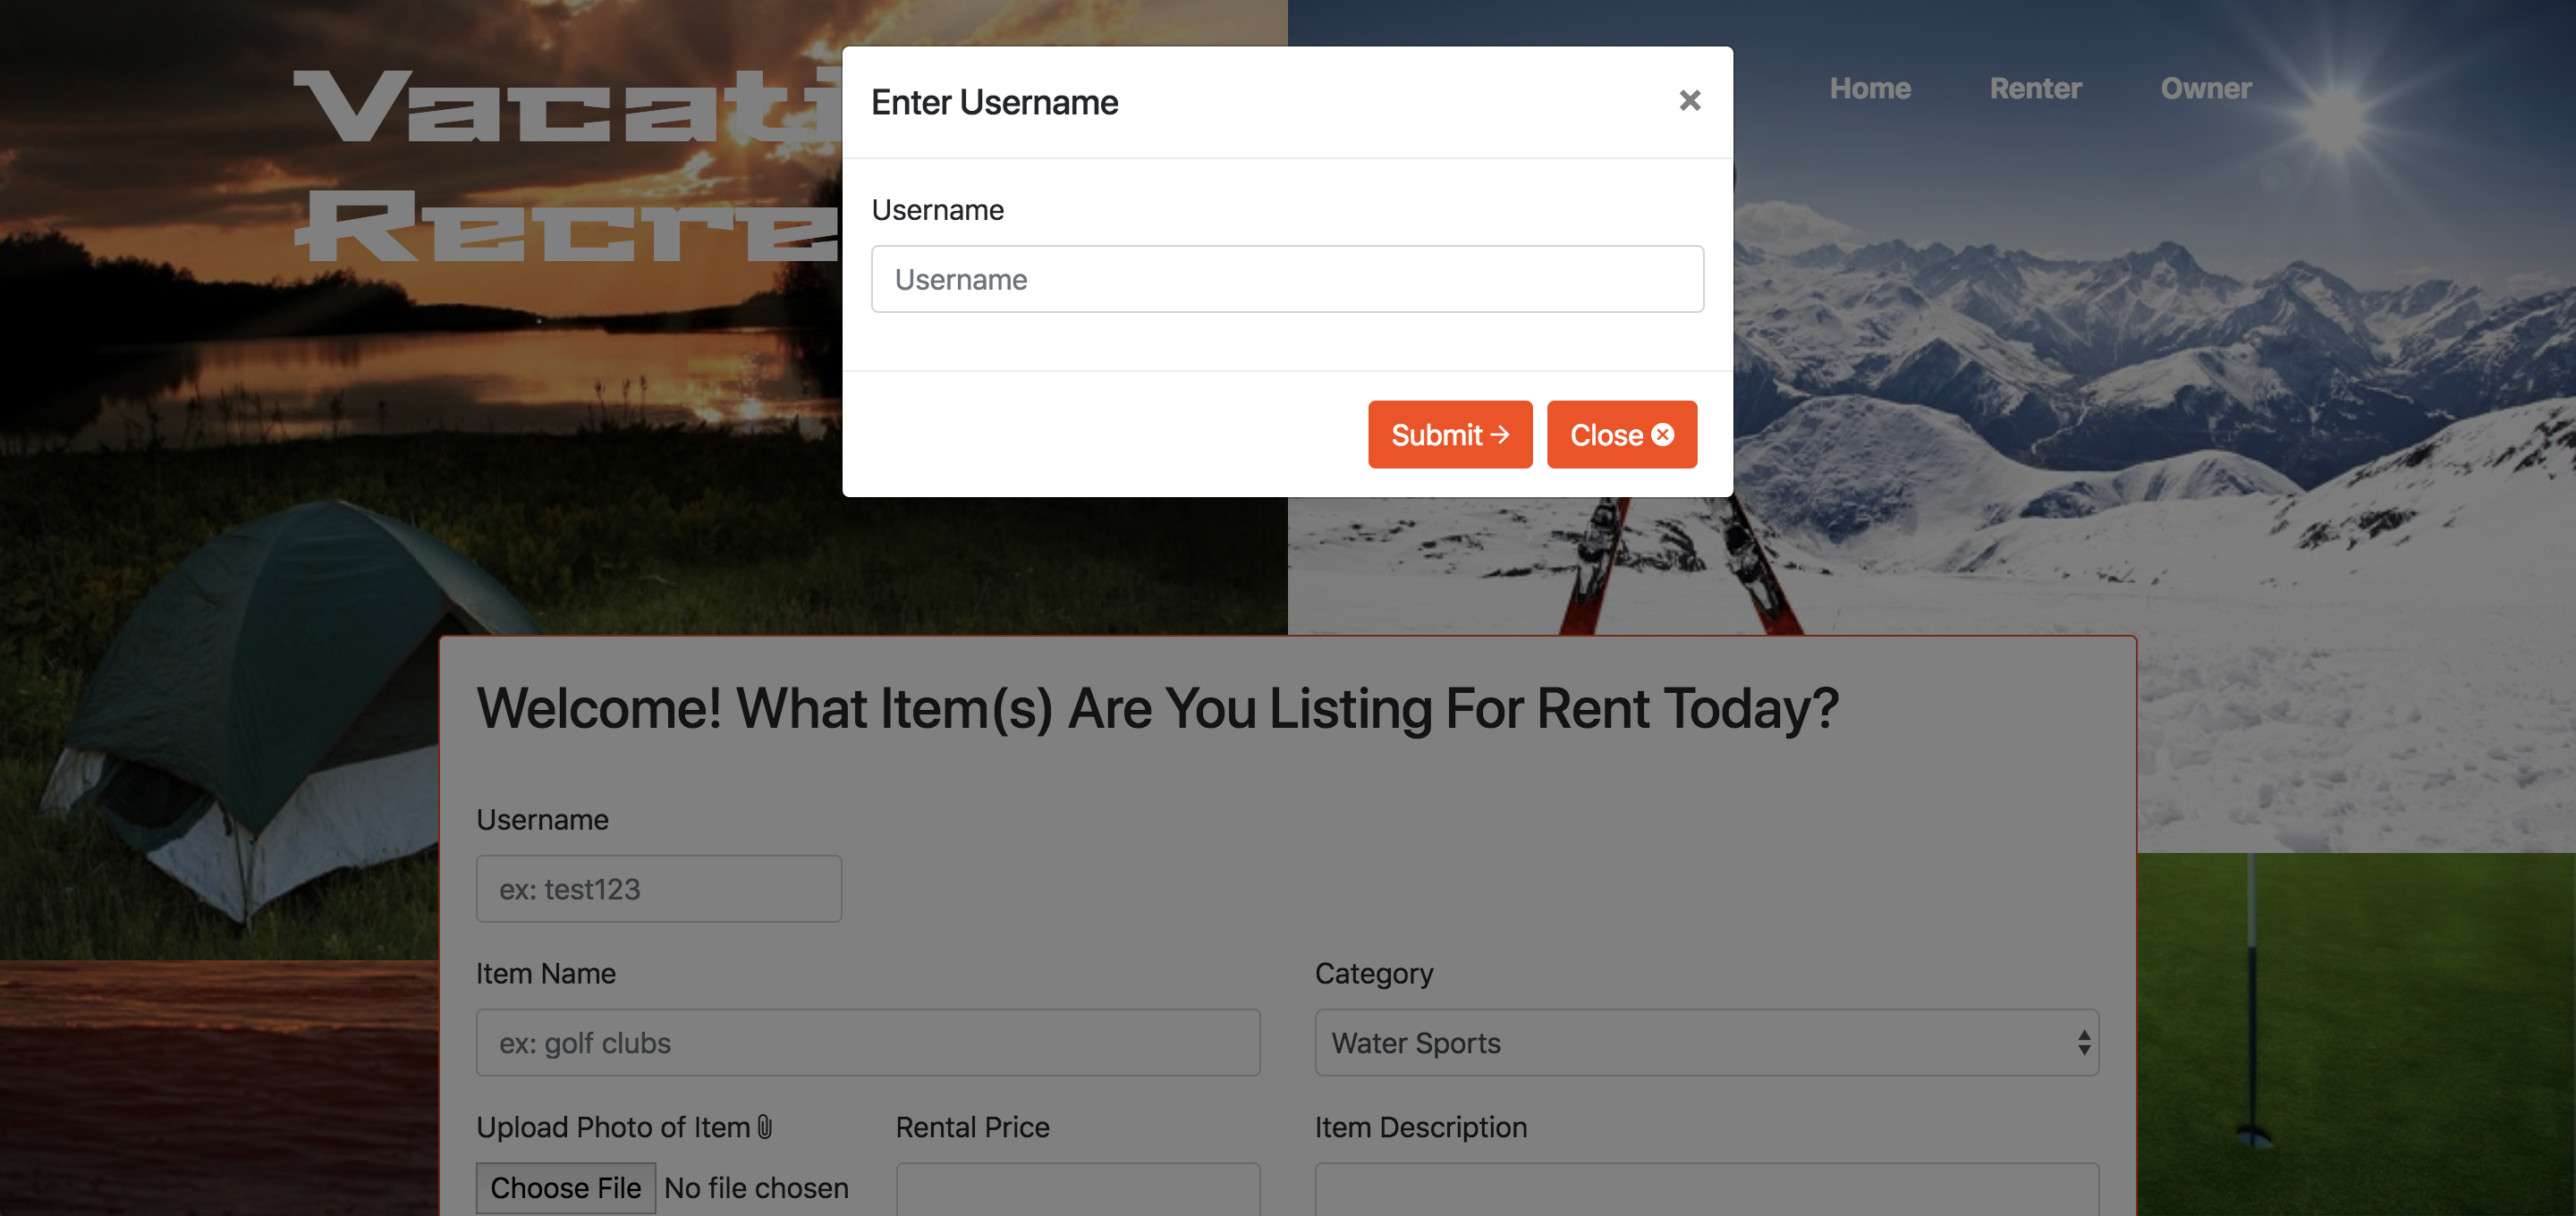 Vacati
Recre
Home Renter Owner
Enter Username ×
Username
Username
Submit
Close
Welcome! What Item(s) Are You Listing For Rent Today?
Username
ex: test123
Item Name
Category
ex: golf clubs
Water Sports
Upload Photo of Item
Rental Price
Item Description
Choose File No file chosen